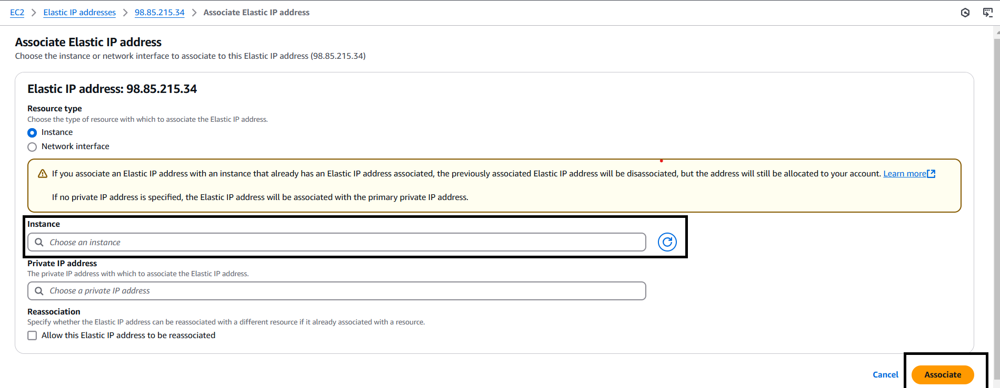 EC2 Elastic IP addresses 98.85.215.34 Associate Elastic IP address
Associate Elastic IP address
Choose the instance or network interface to associate to this Elastic IP address (98.85.215.34)
Elastic IP address: 98.85.215.34
Resource type
Choose the type of resource with which to associate the Elastic IP address.
Instance
Network interface
If you associate an Elastic IP address with an instance that already has an Elastic IP address associated, the previously associated Elastic IP address will be disassociated, but the address will still be allocated to your account. Learn more
If no private IP address is specified, the Elastic IP address will be associated with the primary private IP address.
Instance
Choose an instance
Private IP address
The private IP address with which to associate the Elastic IP address.
Choose a private IP address
Reassociation
Specify whether the Elastic IP address can be reassociated with a different resource if it already associated with a resource.
Allow this Elastic IP address to be reassociated
Cancel Associate